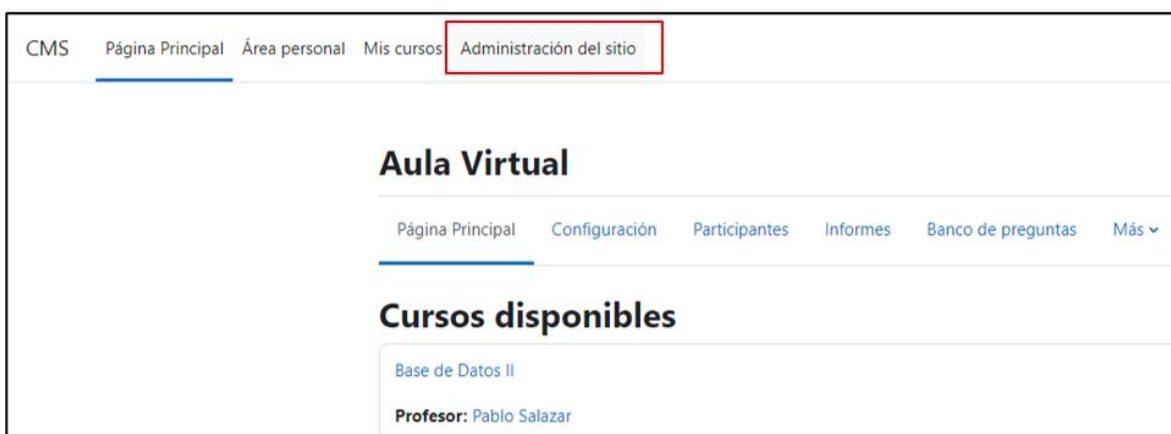 CMS Página Principal Área personal Mis cursos Administración del sitio
Aula Virtual
Página Principal Configuración Participantes Informes Banco de preguntas Más
Cursos disponibles
Base de Datos II
Profesor: Pablo Salazar